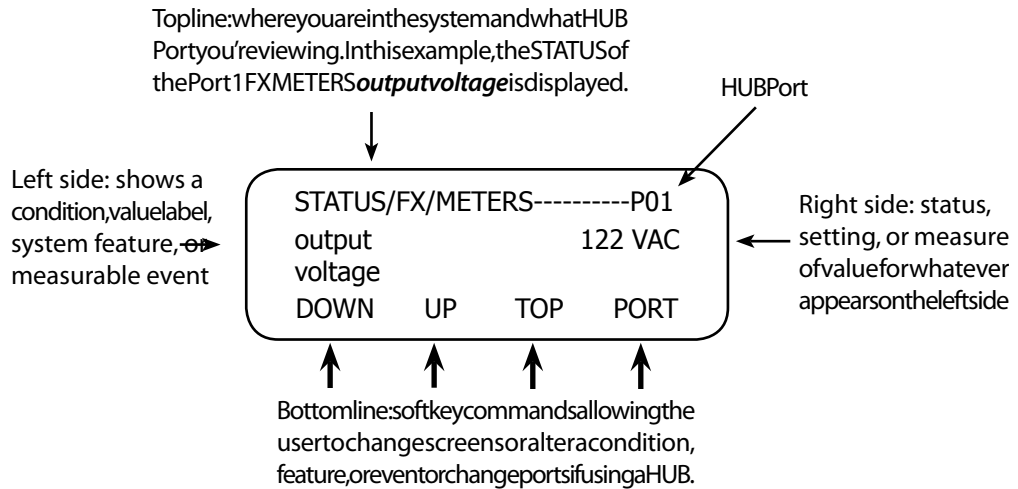 Topline:whereyouareinthesystemandwhatHUB
Portyou'reviewing.Inthisexample,theSTATUSof
thePort1FXMETERSoutputvoltageisdisplayed.
HUBPort
Left side: shows a
condition,valuelabel,
system feature, or
measurable event
STATUS/FX/METERS----------P01
output 122 VAC
voltage
DOWN UP TOP PORT
Right side: status,
setting, or measure
ofvalueforwhatever
appearsontheleftside
Bottomline:softkeycommandsallowingthe
usertochangescreensoralteracondition,
feature,oreventorchangeportsifusingaHUB.